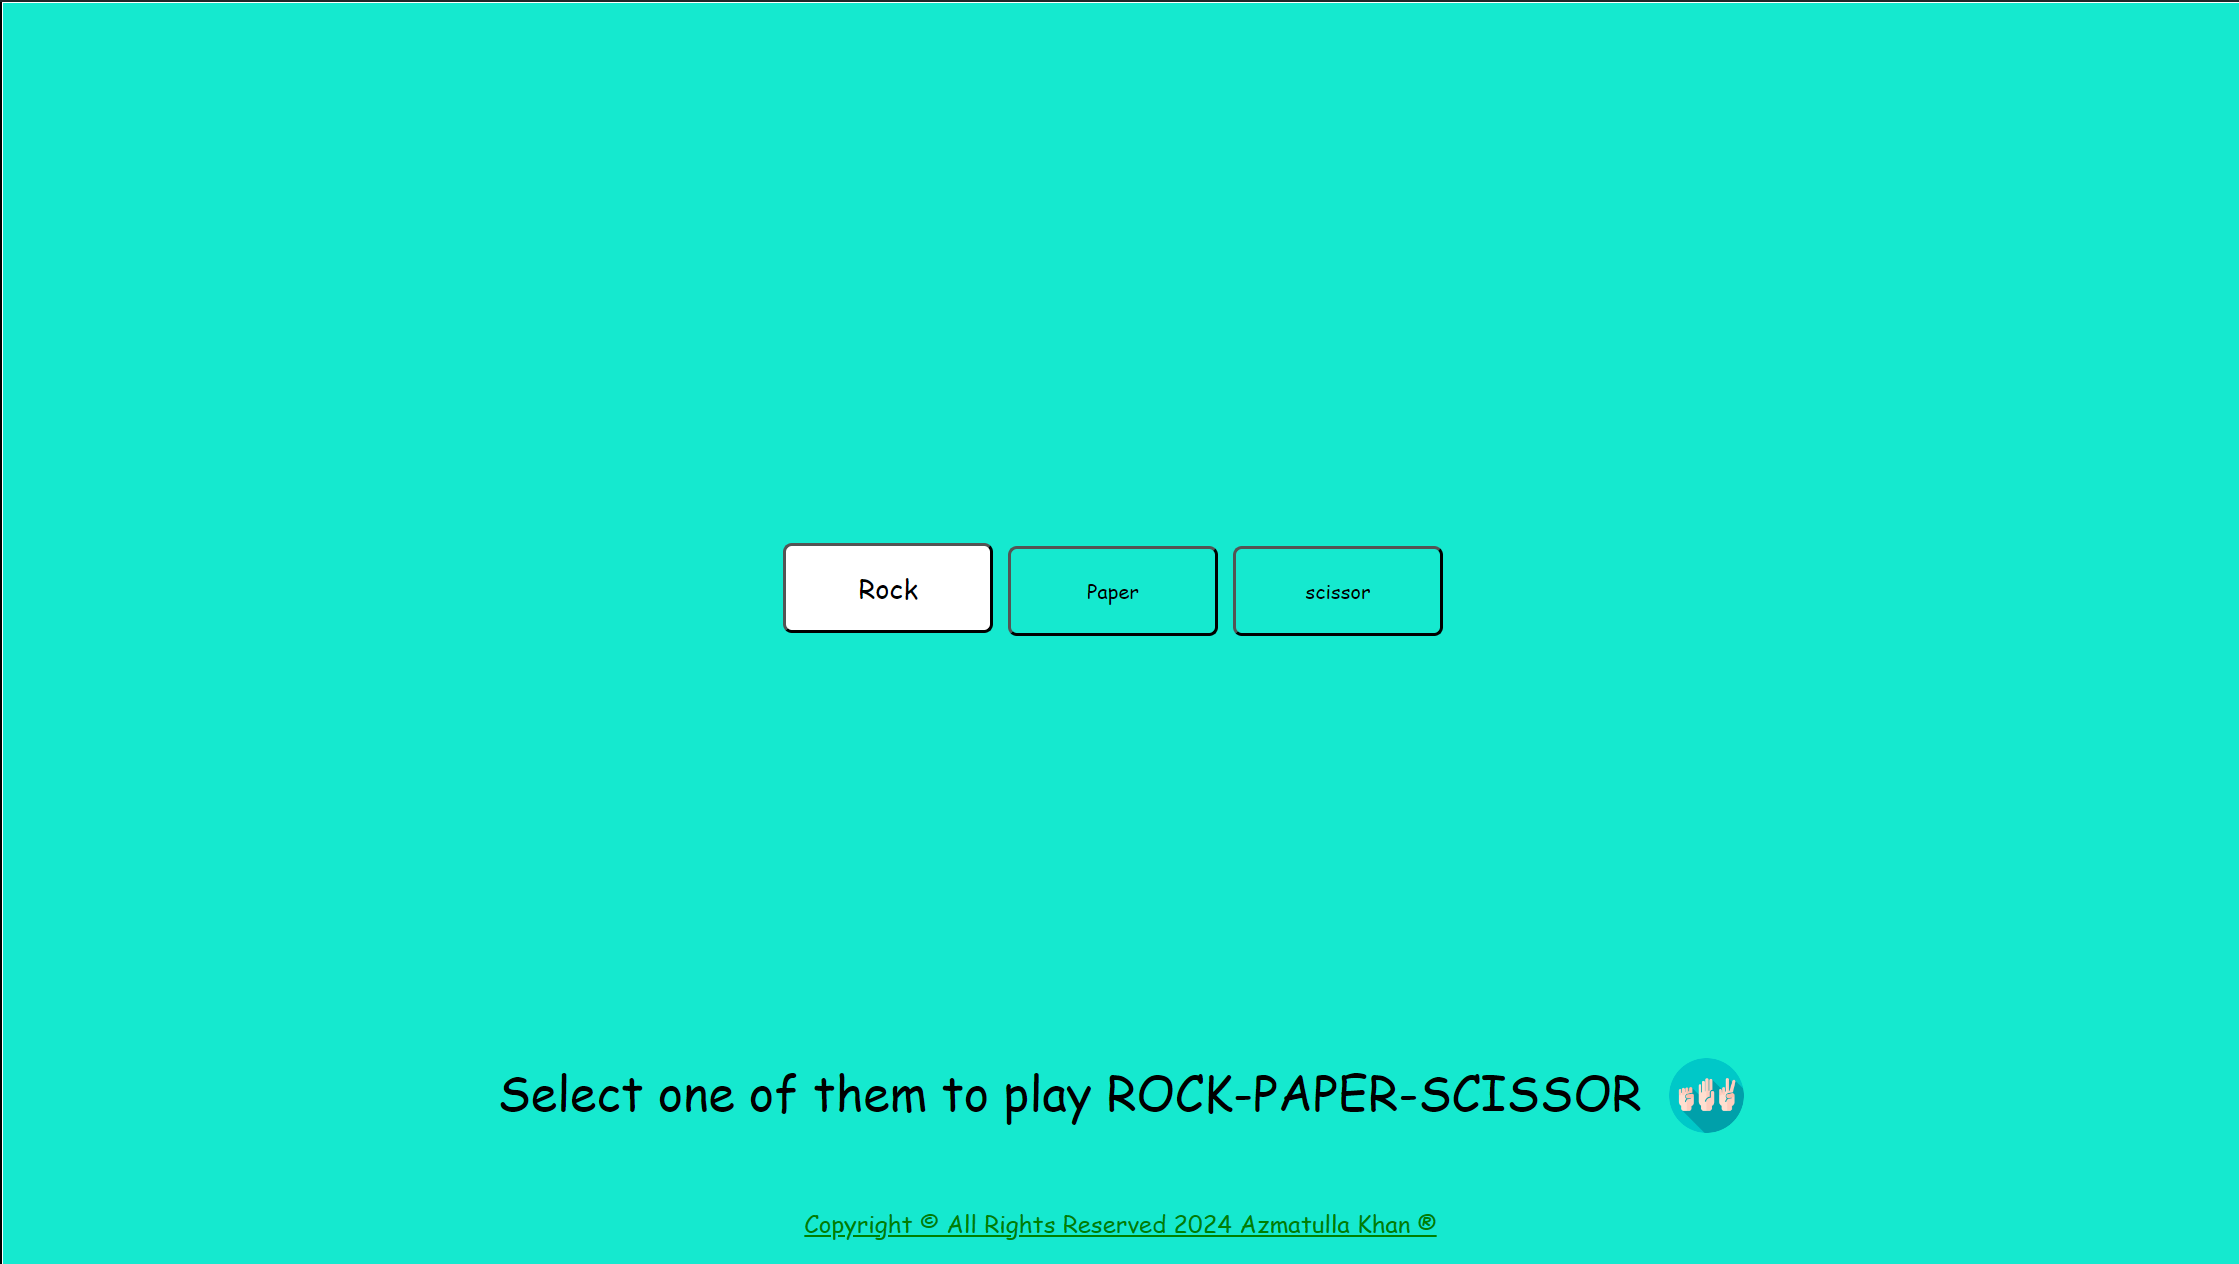 Rock
Paper
scissor
Select one of them to play ROCK-PAPER-SCISSOR
Copyright © All Rights Reserved 2024 Azmatulla Khan ®